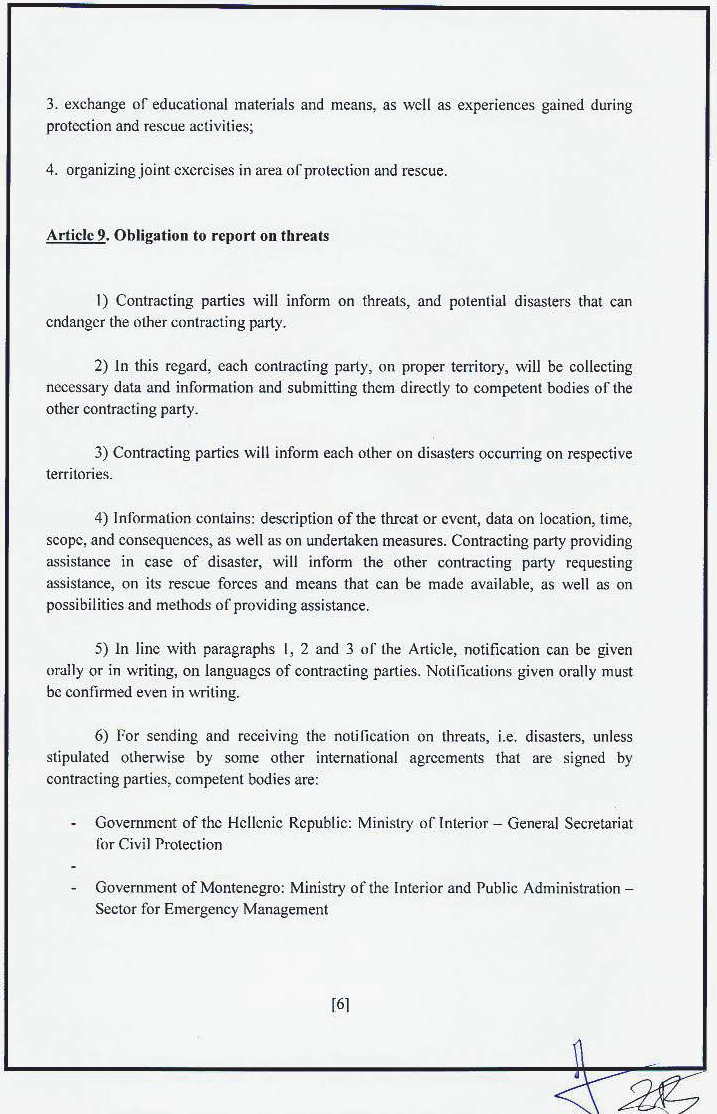 3. exchange of educational materials and means, as well as experiences gained during
protection and rescue activities;
4. organizing joint exercises in area of protection and rescue.
Article 9. Obligation to report on threats
1) Contracting parties will inform on threats, and potential disasters that can
endanger the other contracting party.
2) In this regard, each contracting party, on proper territory, will be collecting
necessary data and information and submitting them directly to competent bodies of the
other contracting party.
3) Contracting parties will inform each other on disasters occurring on respective
territories.
4) Information contains: description of the threat or event, data on location, time,
scope, and consequences, as well as on undertaken measures. Contracting party providing
assistance in case of disaster, will inform the other contracting party requesting
assistance, on its rescue forces and means that can be made available, as well as on
possibilities and methods of providing assistance.
5) In line with paragraphs 1, 2 and 3 of the Article, notification can be given
orally or in writing, on languages of contracting parties. Notifications given orally must
be confirmed even in writing.
6) For sending and receiving the notification on threats, i.e. disasters, unless
stipulated otherwise by some other international agreements that are signed by
contracting parties, competent bodies are:
- Government of the Hellenic Republic: Ministry of Interior – General Secretariat
for Civil Protection
-
- Government of Montenegro: Ministry of the Interior and Public Administration –
Sector for Emergency Management
[6]